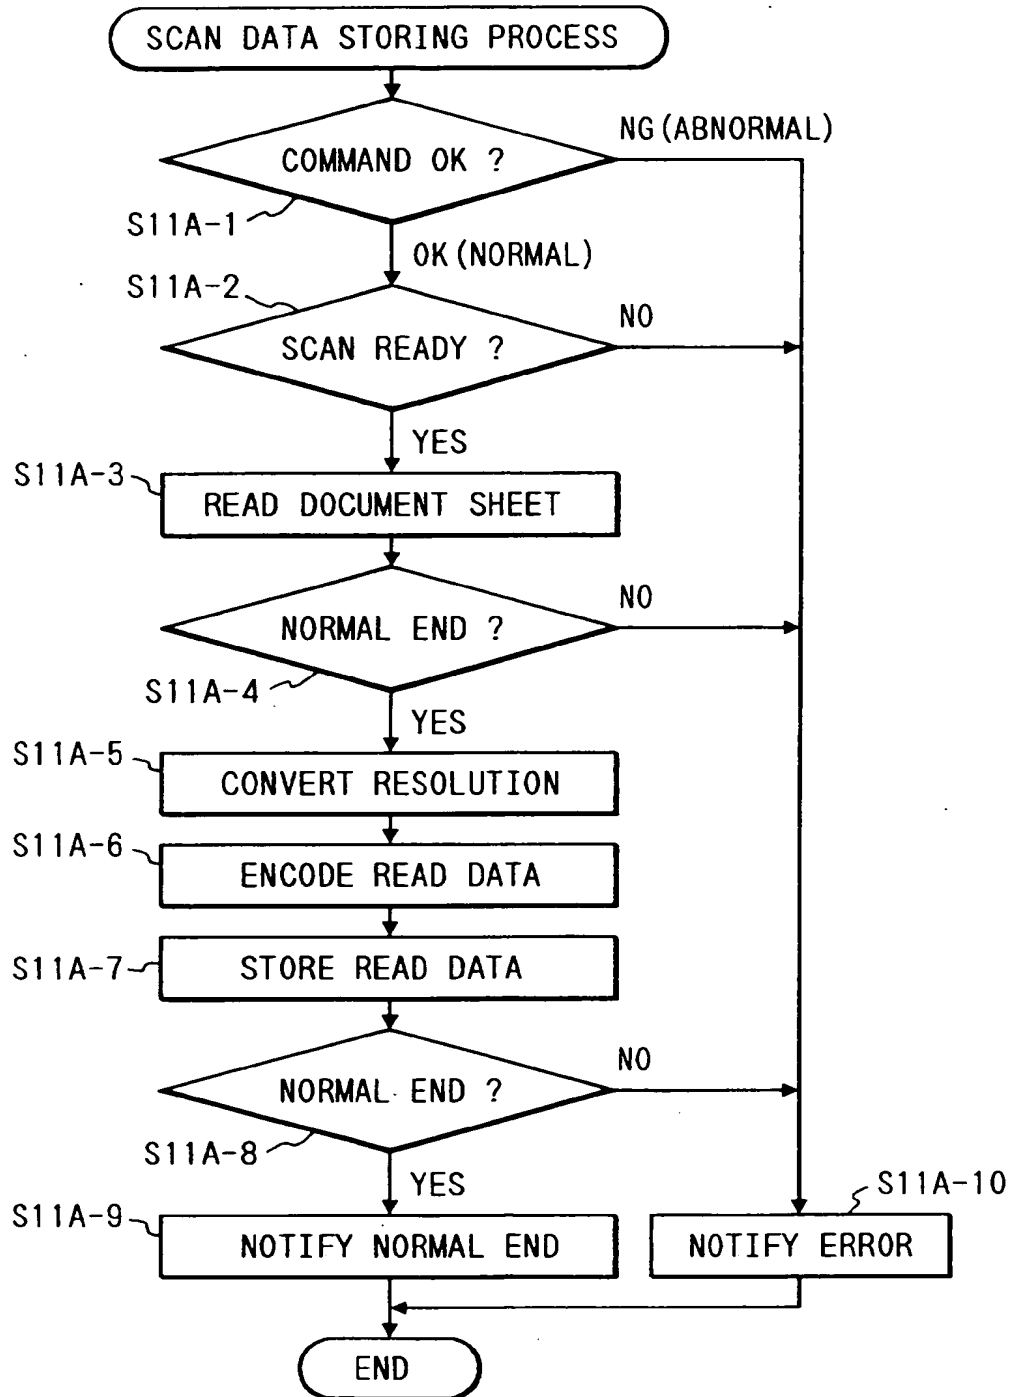 SCAN DATA STORING PROCESS
NG (ABNORMAL)
COMMAND OK ?
S11A-1
OK (NORMAL)
S11A-2
NO
SCAN READY ?
YES
S11A-3
READ DOCUMENT SHEET
NO
NORMAL END ?
S11A-4
YES
S11A-5
CONVERT RESOLUTION
S11A-6
ENCODE READ DATA
S11A-7
STORE READ DATA
NO
NORMAL END ?
S11A-8
YES
S11A-10
S11A-9
NOTIFY NORMAL END
NOTIFY ERROR
END